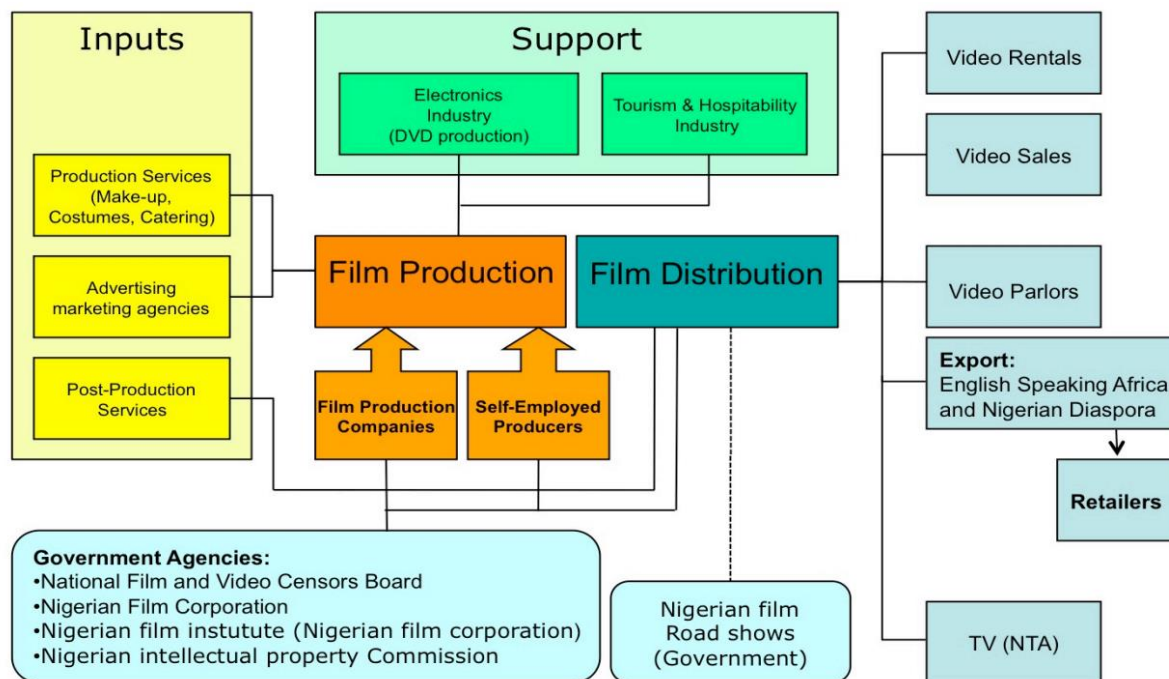 Inputs
Production Services
(Make-up,
Costumes, Catering)
Advertising
marketing agencies
Post-Production
Services
Support
Electronics
Industry
(DVD production)
Tourism & Hospitability
Industry
Film Production
Film Distribution
Film Production
Companies
Self-Employed
Producers
Government Agencies:
•National Film and Video Censors Board
•Nigerian Film Corporation
•Nigerian film instutute (Nigerian film corporation)
•Nigerian intellectual property Commission
Nigerian film
Road shows
(Government)
Video Rentals
Video Sales
Video Parlors
Export:
English Speaking Africa
and Nigerian Diaspora
Retailers
TV (NTA)